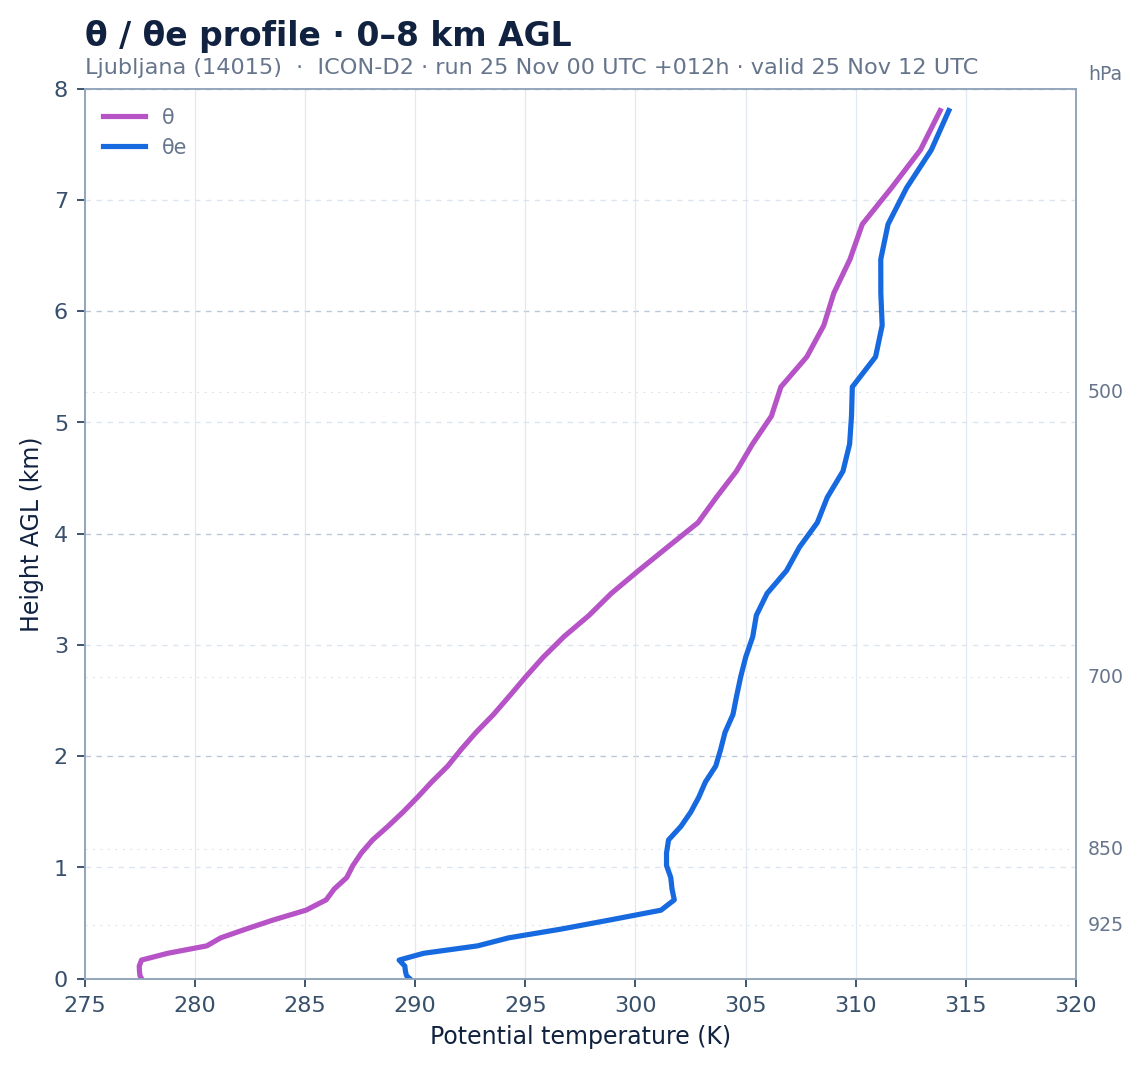 θ / θe profile · 0–8 km AGL
Ljubljana (14015) · ICON-D2 · run 25 Nov 00 UTC +012h · valid 25 Nov 12 UTC
hPa
θ
θe
8
7
6
5
4
3
2
1
0
500
700
850
925
Height AGL (km)
275 280 285 290 295 300 305 310 315 320
Potential temperature (K)